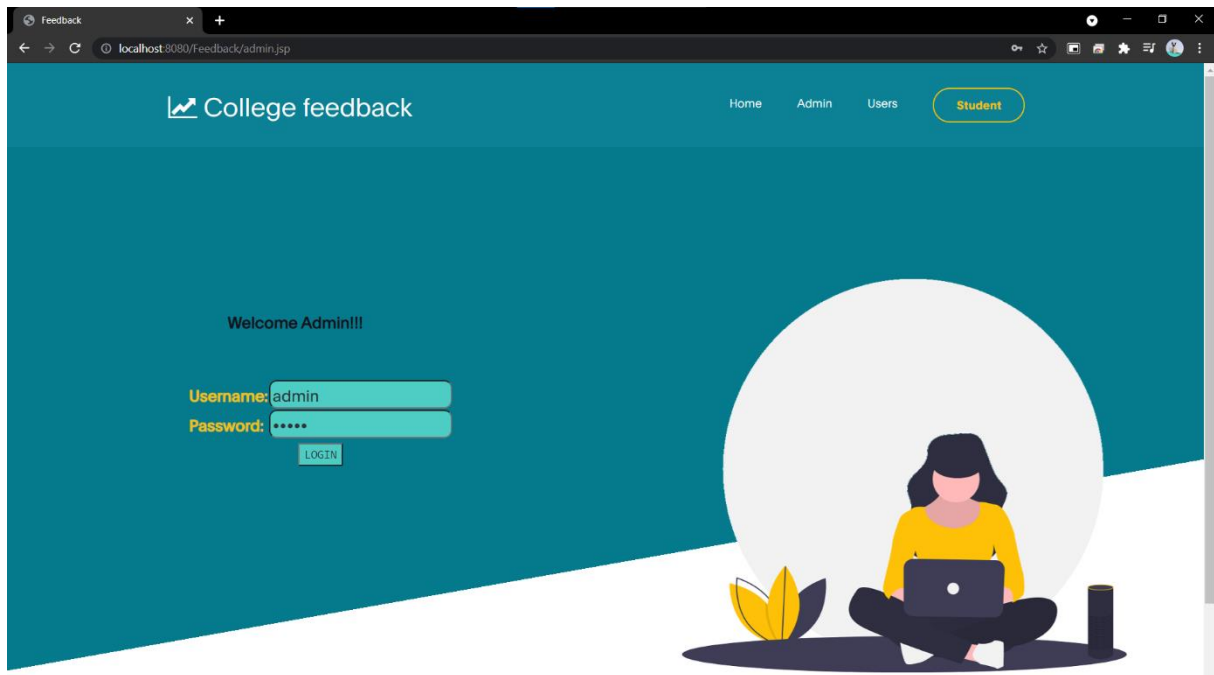 Feedback
localhost:8080/Feedback/admin.jsp
College feedback
Home Admin Users Student
Welcome Admin!!!
Username: admin
Password: •••••
LOGIN